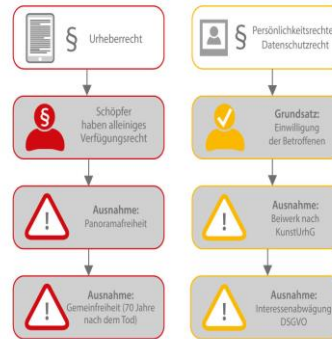 § Urheberrecht
§
Schöpfer
haben alleiniges
Verfügungsrecht
!
Ausnahme:
Panoramafreiheit
!
Ausnahme:
Gemeinfreiheit (70 Jahre
nach dem Tod)
§ Persönlichkeitsrechte
Datenschutzrecht
Grundsatz:
Einwilligung
der Betroffenen
!
Ausnahme:
Beiwerk nach
KunstUrhG
!
Ausnahme:
Interessenabwägung
DSGVO